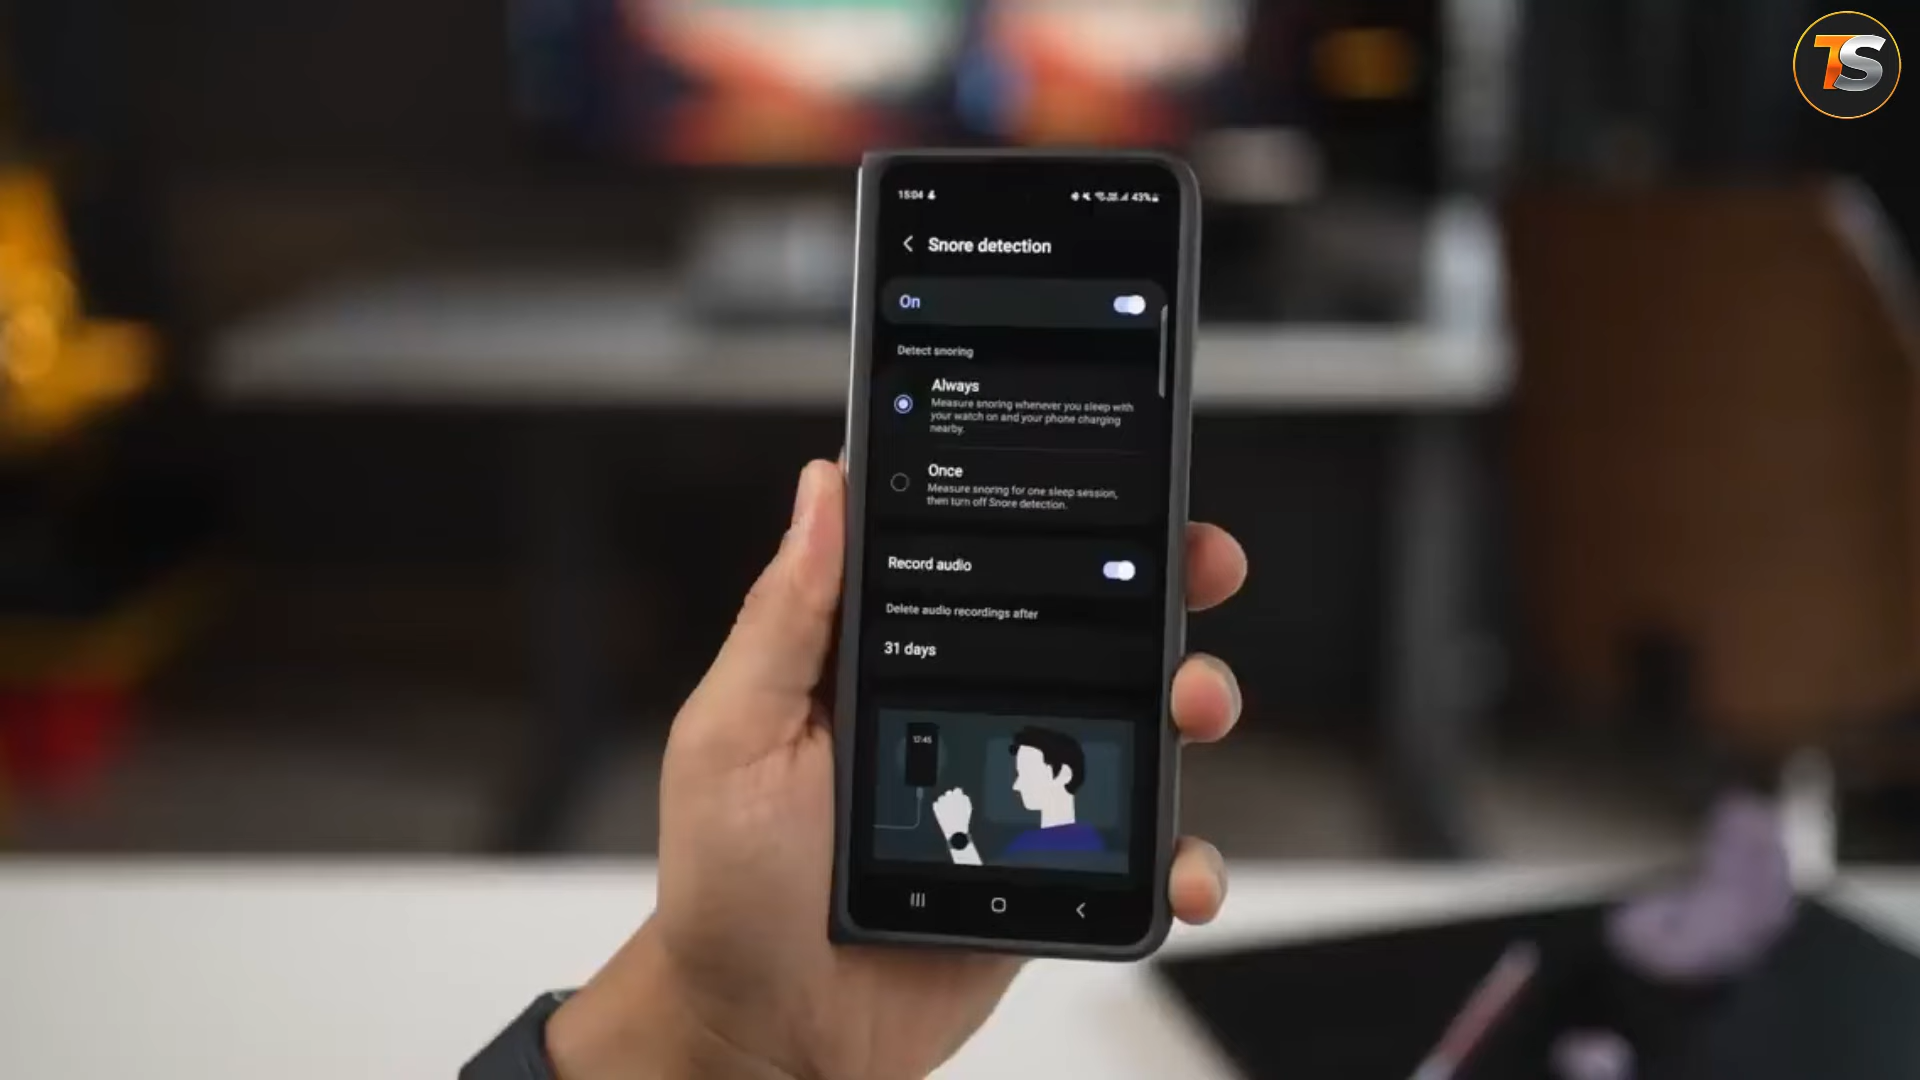 TS
15:04
43%
Snore detection
On
Detect snoring
Always
Measure snoring whenever you sleep with
your watch on and your phone charging
nearby.
Once
Measure snoring for one sleep session,
then turn off Snore detection.
Record audio
Delete audio recordings after
31 days
12:45